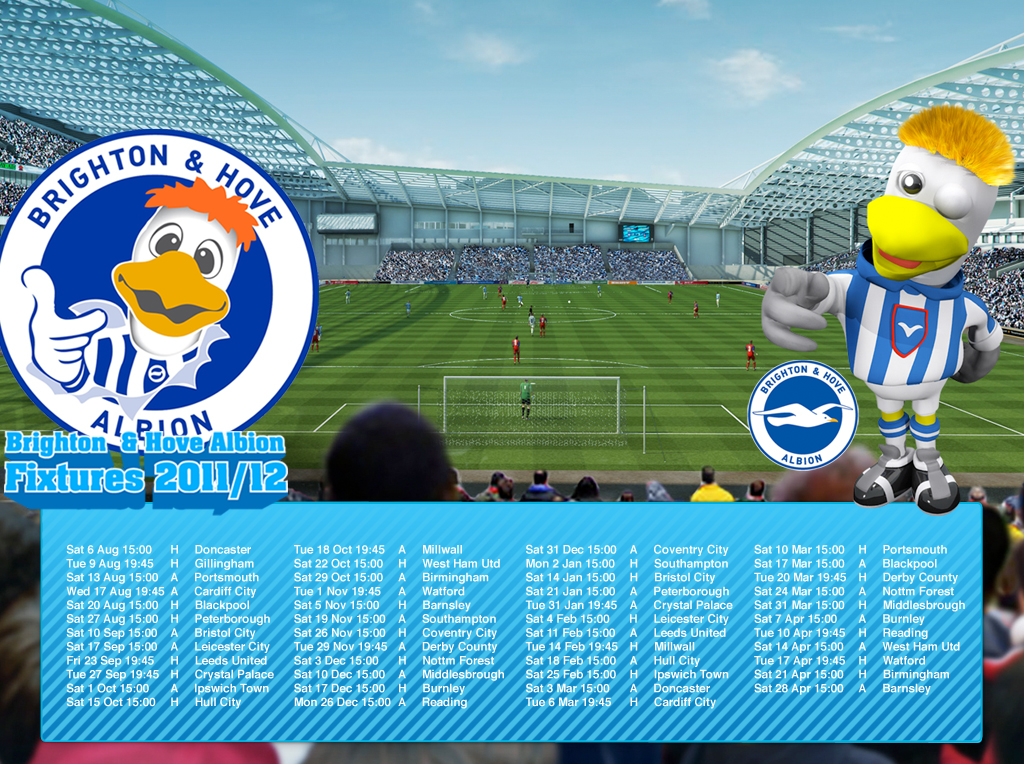 BRIGHTON & HOVE
ALBION
Brighton & Hove Albion
Fixtures 2011/12
BRIGHTON & HOVE
ALBION
Sat 6 Aug 15:00 H Doncaster
Tue 9 Aug 19:45 H Gillingham
Sat 13 Aug 15:00 A Portsmouth
Wed 17 Aug 19:45 A Cardiff City
Sat 20 Aug 15:00 H Blackpool
Sat 27 Aug 15:00 H Peterborough
Sat 10 Sep 15:00 A Bristol City
Sat 17 Sep 15:00 A Leicester City
Fri 23 Sep 19:45 H Leeds United
Tue 27 Sep 19:45 H Crystal Palace
Sat 1 Oct 15:00 A Ipswich Town
Sat 15 Oct 15:00 H Hull City
Tue 18 Oct 19:45 A Millwall
Sat 22 Oct 15:00 H West Ham Utd
Sat 29 Oct 15:00 A Birmingham
Tue 1 Nov 19:45 A Watford
Sat 5 Nov 15:00 H Barnsley
Sat 19 Nov 15:00 A Southampton
Sat 26 Nov 15:00 H Coventry City
Tue 29 Nov 19:45 A Derby County
Sat 3 Dec 15:00 H Nottm Forest
Sat 10 Dec 15:00 A Middlesbrough
Sat 17 Dec 15:00 H Burnley
Mon 26 Dec 15:00 A Reading
Sat 31 Dec 15:00 A Coventry City
Mon 2 Jan 15:00 H Southampton
Sat 14 Jan 15:00 H Bristol City
Sat 21 Jan 15:00 A Peterborough
Tue 31 Jan 19:45 A Crystal Palace
Sat 4 Feb 15:00 H Leicester City
Sat 11 Feb 15:00 A Leeds United
Tue 14 Feb 19:45 H Millwall
Sat 18 Feb 15:00 A Hull City
Sat 25 Feb 15:00 H Ipswich Town
Sat 3 Mar 15:00 A Doncaster
Tue 6 Mar 19:45 H Cardiff City
Sat 10 Mar 15:00 H Portsmouth
Sat 17 Mar 15:00 A Blackpool
Tue 20 Mar 19:45 H Derby County
Sat 24 Mar 15:00 A Nottm Forest
Sat 31 Mar 15:00 H Middlesbrough
Sat 7 Apr 15:00 A Burnley
Tue 10 Apr 19:45 H Reading
Sat 14 Apr 15:00 A West Ham Utd
Tue 17 Apr 19:45 H Watford
Sat 21 Apr 15:00 H Birmingham
Sat 28 Apr 15:00 A Barnsley